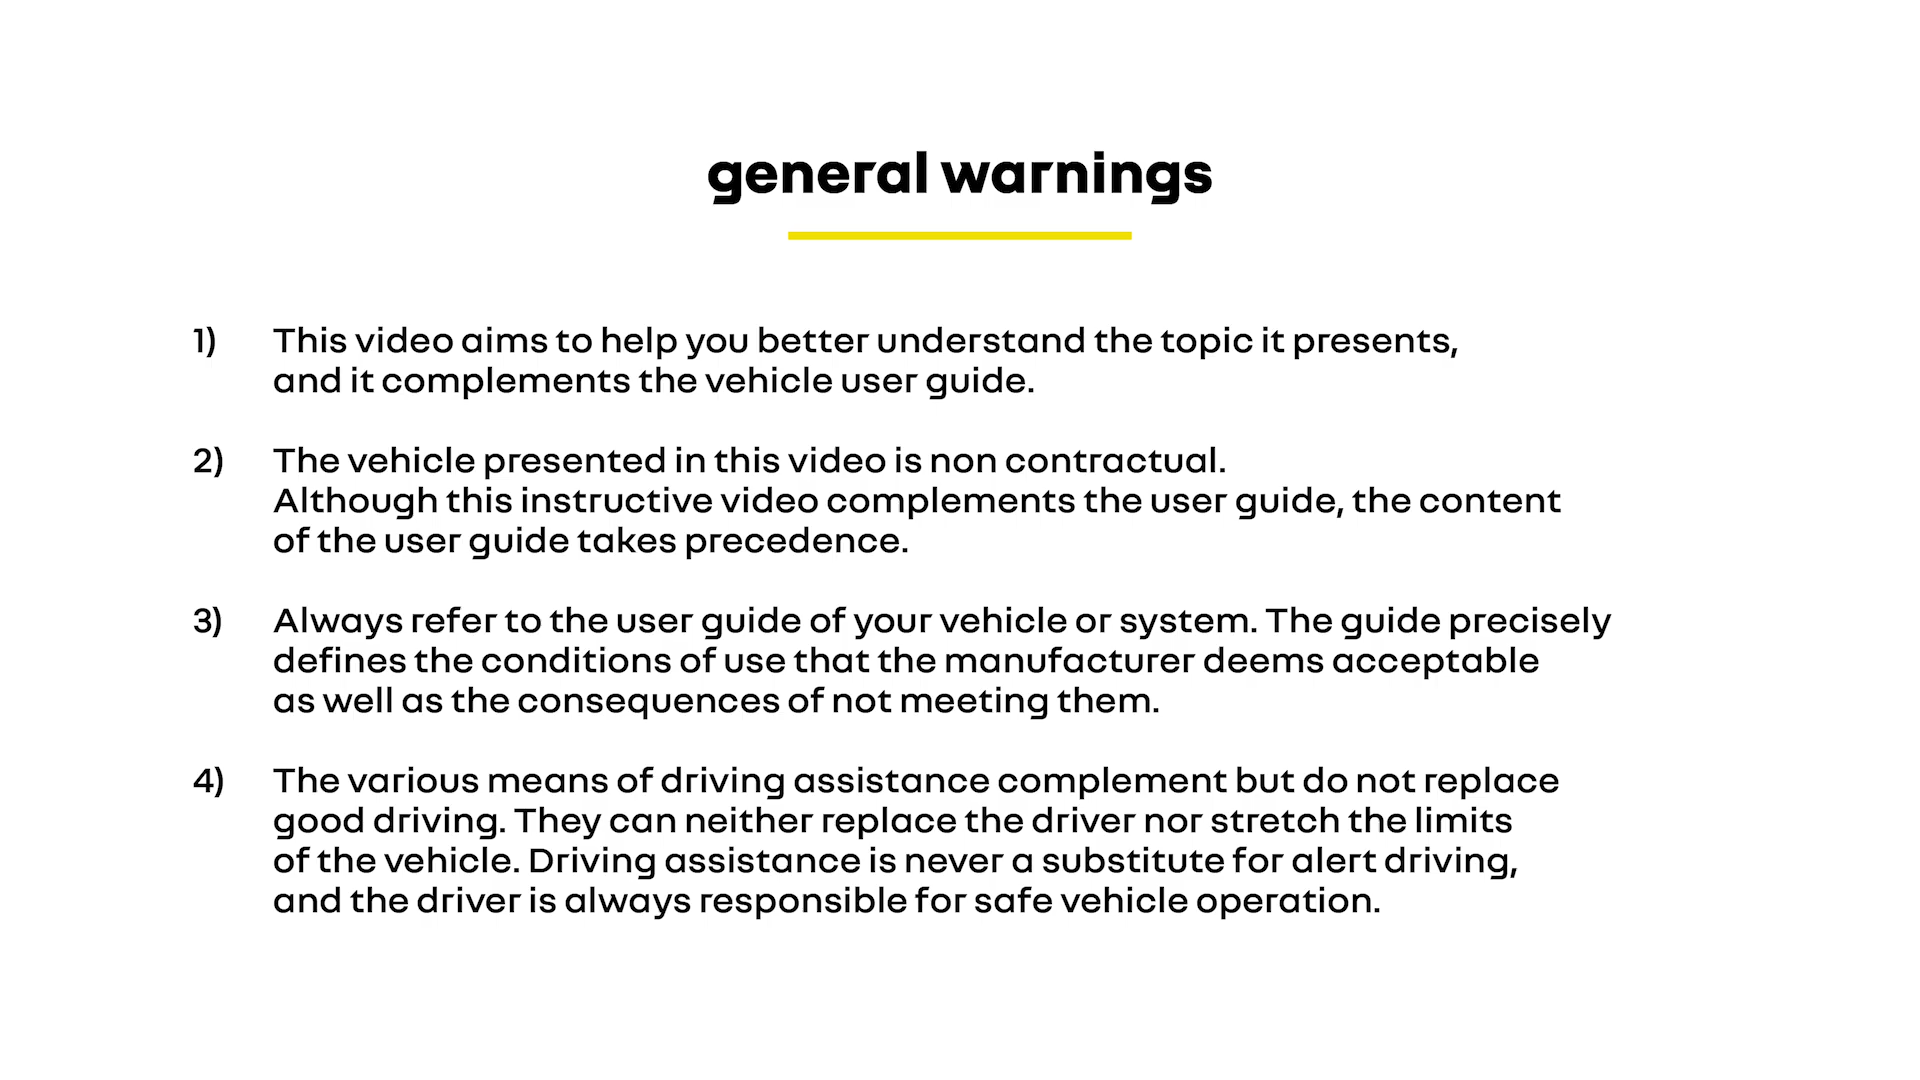 general warnings
1) This video aims to help you better understand the topic it presents,
and it complements the vehicle user guide.
2) The vehicle presented in this video is non contractual.
Although this instructive video complements the user guide, the content
of the user guide takes precedence.
3) Always refer to the user guide of your vehicle or system. The guide precisely
defines the conditions of use that the manufacturer deems acceptable
as well as the consequences of not meeting them.
4) The various means of driving assistance complement but do not replace
good driving. They can neither replace the driver nor stretch the limits
of the vehicle. Driving assistance is never a substitute for alert driving,
and the driver is always responsible for safe vehicle operation.